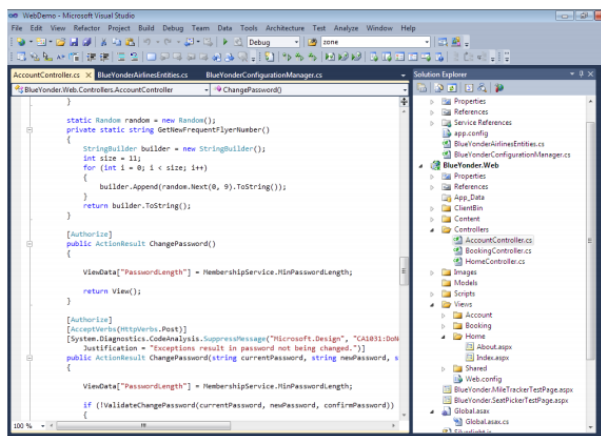 WebDemo - Microsoft Visual Studio
File Edit View Refactor Project Build Debug Team Data Tools Architecture Test Analyze Window Help
Debug zone
AccountController.cs BlueYonderAirlinesEntities.cs BlueYonderConfigurationManager.cs
BlueYonder.Web.Controllers.AccountController ChangePassword()
}
static Random random = new Random();
private static string GetNewFrequentFlyerNumber()
{
StringBuilder builder = new StringBuilder();
int size = 11;
for (int i = 0; i < size; i++)
{
builder.Append(random.Next(0, 9).ToString());
}
return builder.ToString();
}
[Authorize]
public ActionResult ChangePassword()
{
ViewData["PasswordLength"] = MembershipService.MinPasswordLength;
return View();
}
[Authorize]
[AcceptVerbs(HttpVerbs.Post)]
[System.Diagnostics.CodeAnalysis.SuppressMessage("Microsoft.Design", "CA1031:DoN
Justification = "Exceptions result in password not being changed.")]
public ActionResult ChangePassword(string currentPassword, string newPassword, s
{
ViewData["PasswordLength"] = MembershipService.MinPasswordLength;
if (!ValidateChangePassword(currentPassword, newPassword, confirmPassword))
{
100 %
Solution Explorer
Properties
References
Service References
app.config
BlueYonderAirlinesEntities.cs
BlueYonderConfigurationManager.cs
BlueYonder.Web
Properties
References
App_Data
ClientBin
Content
Controllers
AccountController.cs
BookingController.cs
HomeController.cs
Images
Models
Scripts
Views
Account
Booking
Home
About.aspx
Index.aspx
Shared
Web.config
BlueYonder.MileTrackerTestPage.aspx
BlueYonder.SeatPickerTestPage.aspx
Global.asax
Global.asax.cs